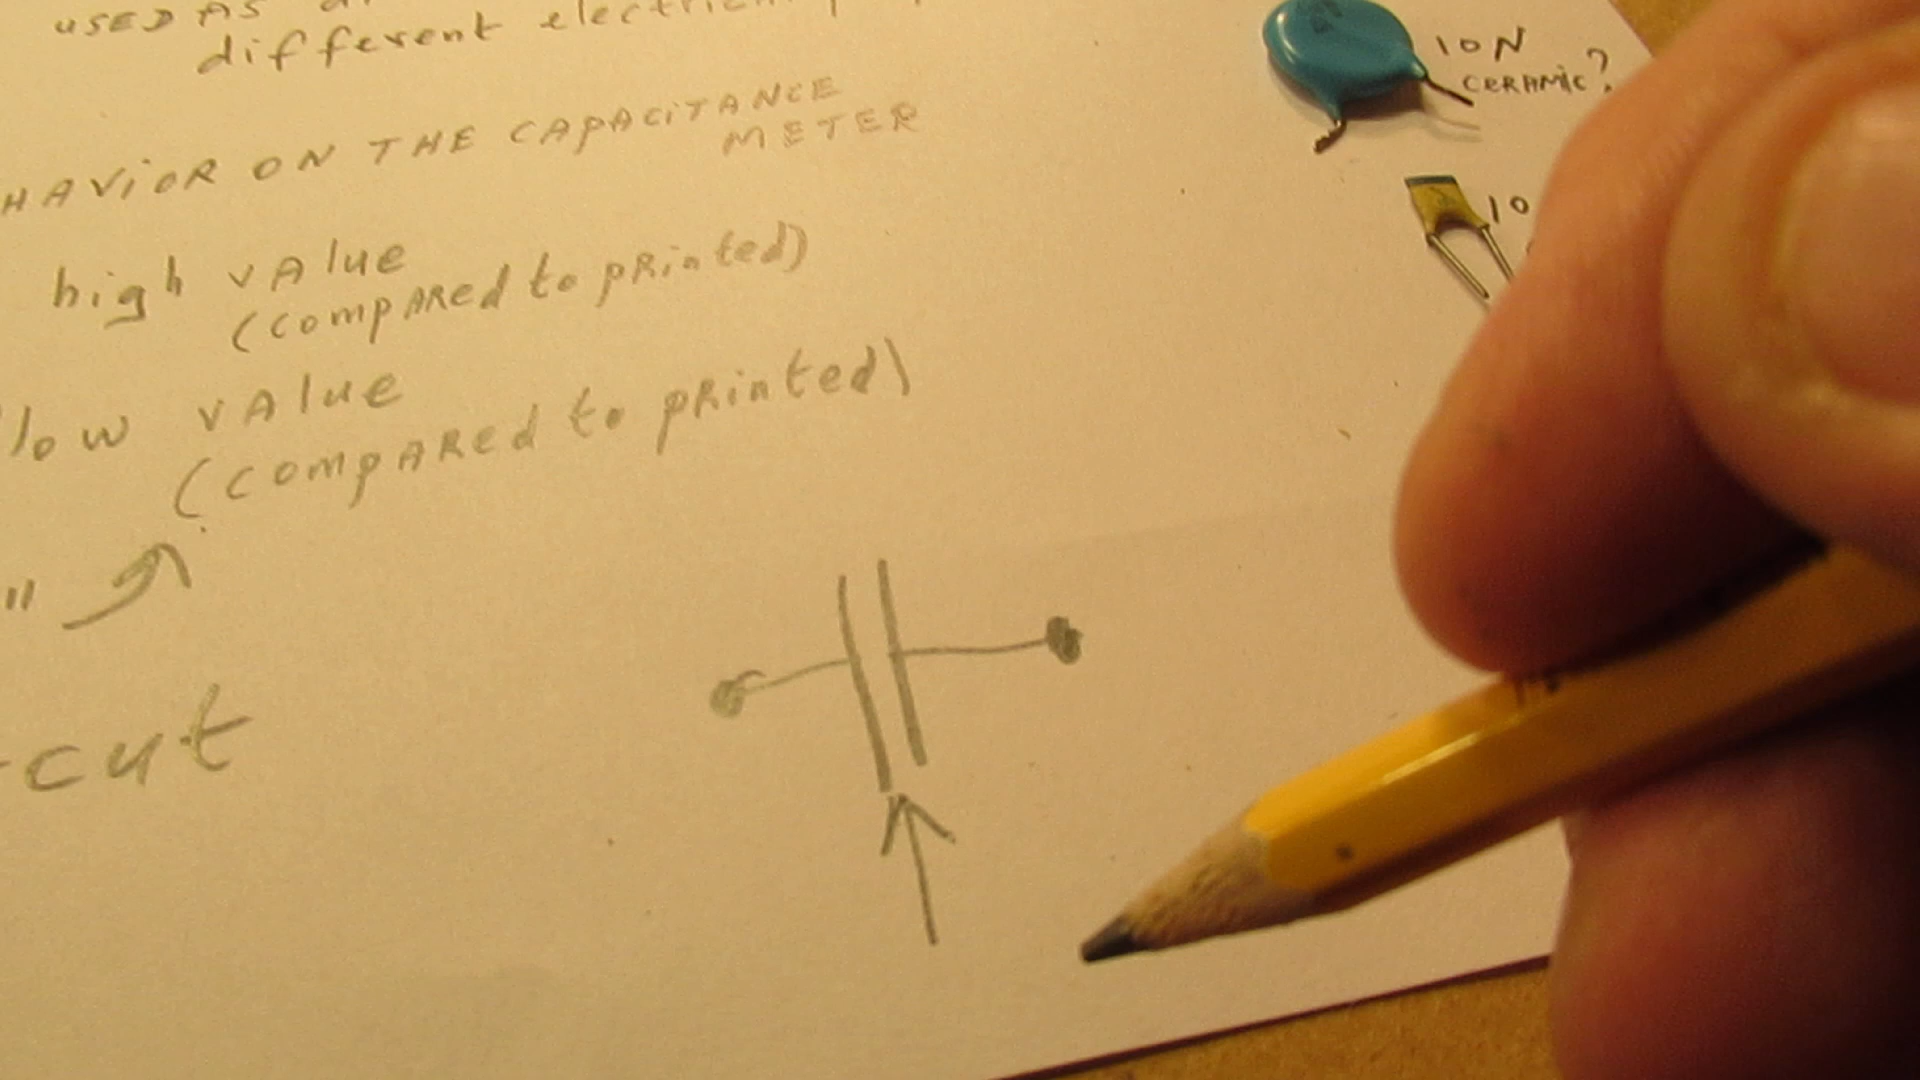 USED AS
different
HAViOR ON THE CAPACiTANCE
METER
high vAlue
(compARed to pRinted)
low vAlue
(compARed to pRinted)
"
-cut
10N
CERAMiC?
10